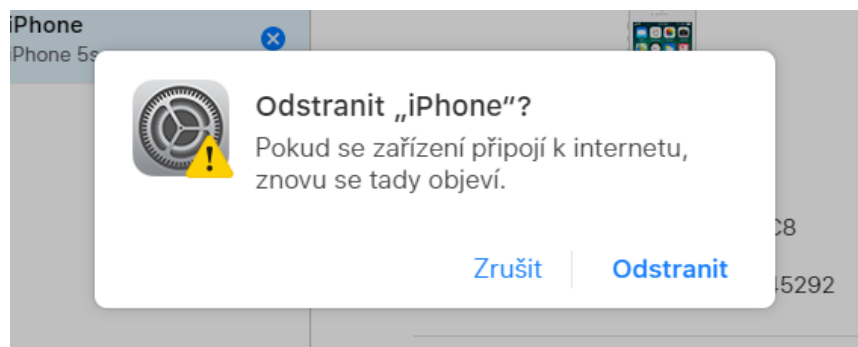 iPhone
iPhone 5s
Odstranit „iPhone“?
Pokud se zařízení připojí k internetu,
znovu se tady objeví.
C8
Zrušit
Odstranit
45292